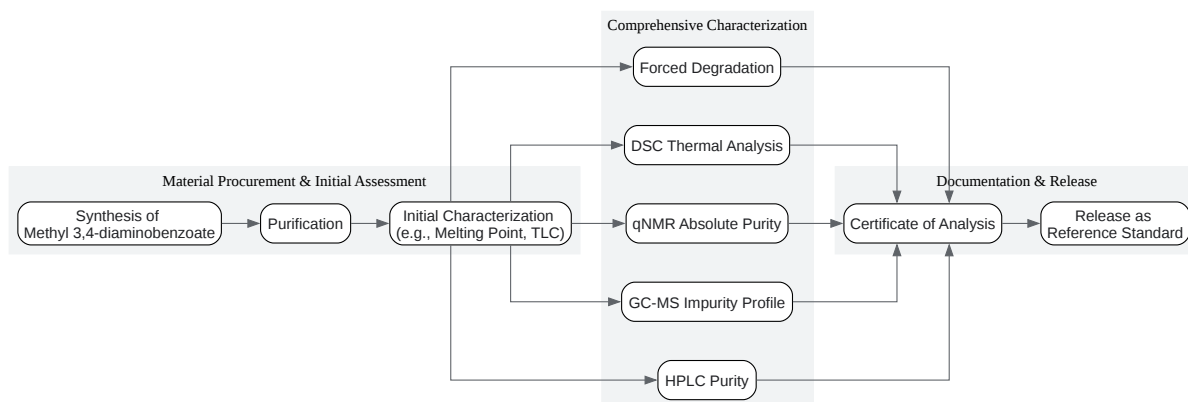 Comprehensive Characterization
Forced Degradation
DSC Thermal Analysis
Material Procurement & Initial Assessment
Documentation & Release
Synthesis of
Methyl 3,4-diaminobenzoate
Purification
Initial Characterization
(e.g., Melting Point, TLC)
qNMR Absolute Purity
Certificate of Analysis
Release as
Reference Standard
GC-MS Impurity Profile
HPLC Purity